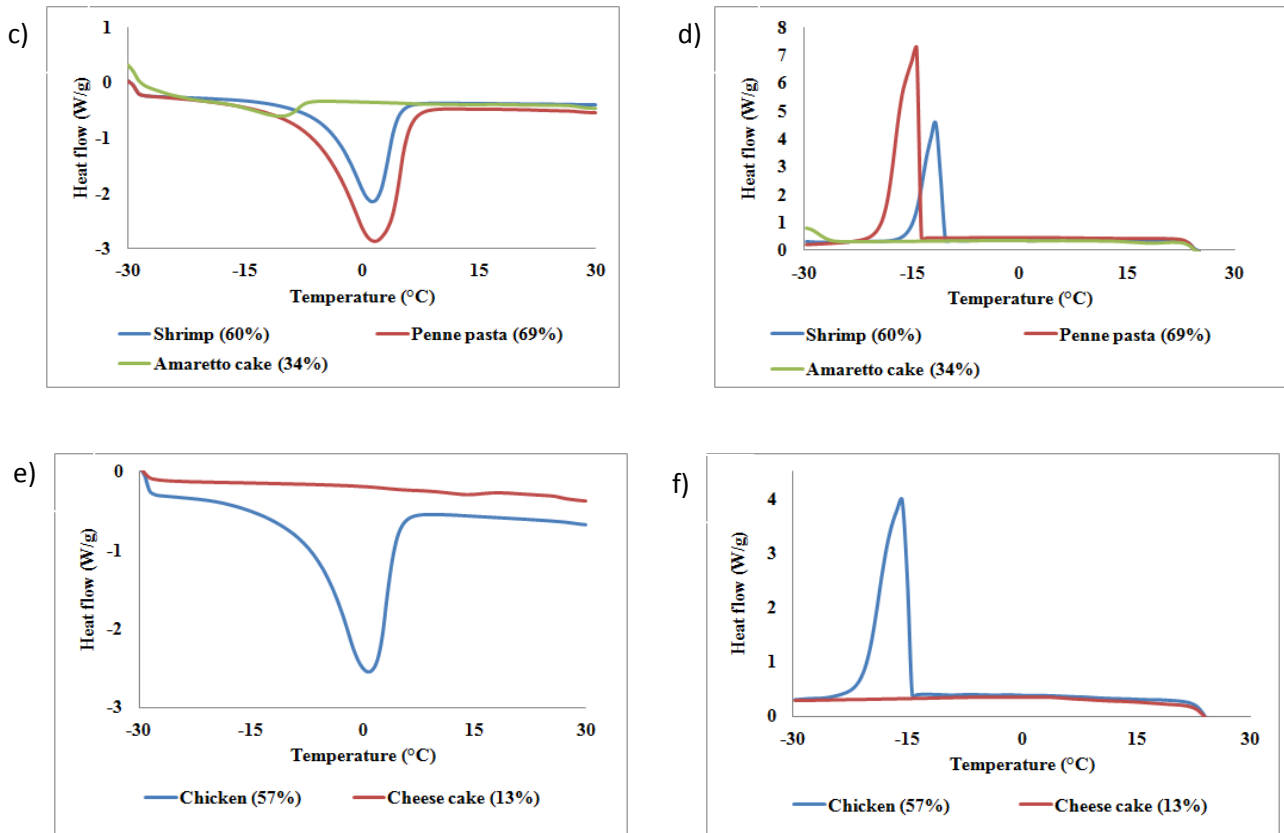 c)
1
0
-1
-2
-3
Heat flow (W/g)
-30 -15 0 15 30
Temperature (°C)
Shrimp (60%) Penne pasta (69%)
Amaretto cake (34%)
d)
8
7
6
5
4
3
2
1
0
Heat flow (W/g)
-30 -15 0 15 30
Temperature (°C)
Shrimp (60%) Penne pasta (69%)
Amaretto cake (34%)
e)
0
-1
-2
-3
Heat flow (W/g)
-30 -15 0 15 30
Temperature (°C)
Chicken (57%) Cheese cake (13%)
f)
4
3
2
1
0
Heat flow (W/g)
-30 -15 0 15 30
Temperature (°C)
Chicken (57%) Cheese cake (13%)